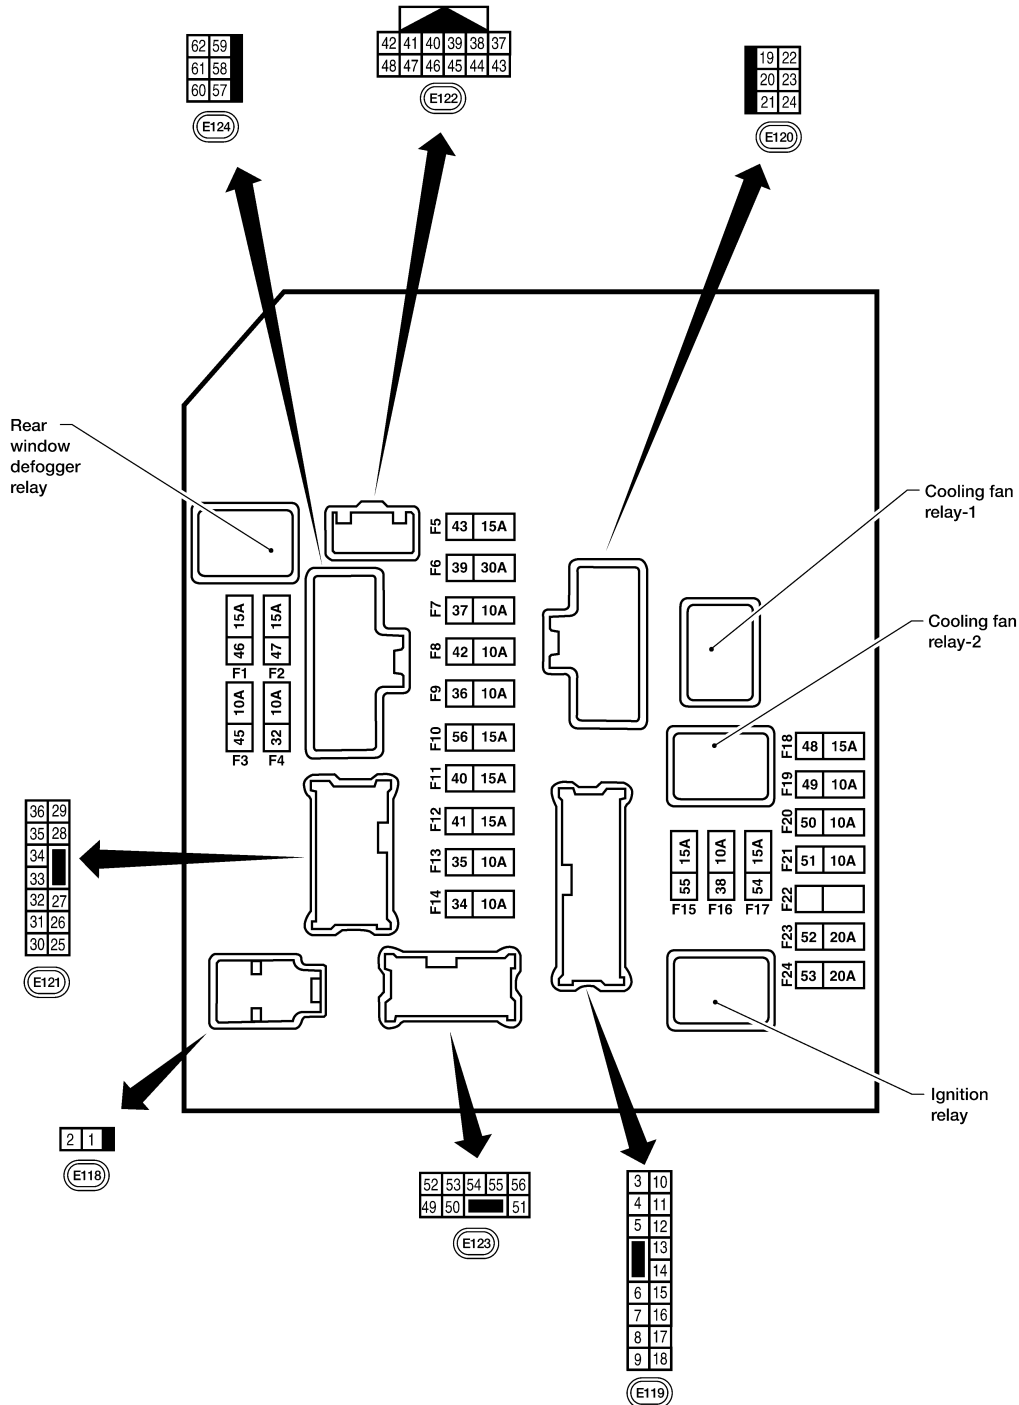 62 59
61 58
60 57
E124
42 41 40 39 38 37
48 47 46 45 44 43
E122
19 22
20 23
21 24
E120
Rear
window
defogger
relay
Cooling fan
relay-1
Cooling fan
relay-2
F5 43 15A
F6 39 30A
F7 37 10A
F8 42 10A
F9 36 10A
F10 56 15A
F11 40 15A
F12 41 15A
F13 35 10A
F14 34 10A
15A 15A
46 47
F1 F2
10A 10A
45 32
F3 F4
F18 48 15A
F19 49 10A
F20 50 10A
F21 51 10A
F22
F23 52 20A
F24 53 20A
15A 10A 15A
55 38 54
F15 F16 F17
36 29
35 28
34
33
32 27
31 26
30 25
E121
Ignition
relay
2 1
E118
52 53 54 55 56
49 50 51
E123
3 10
4 11
5 12
13
14
6 15
7 16
8 17
9 18
E119